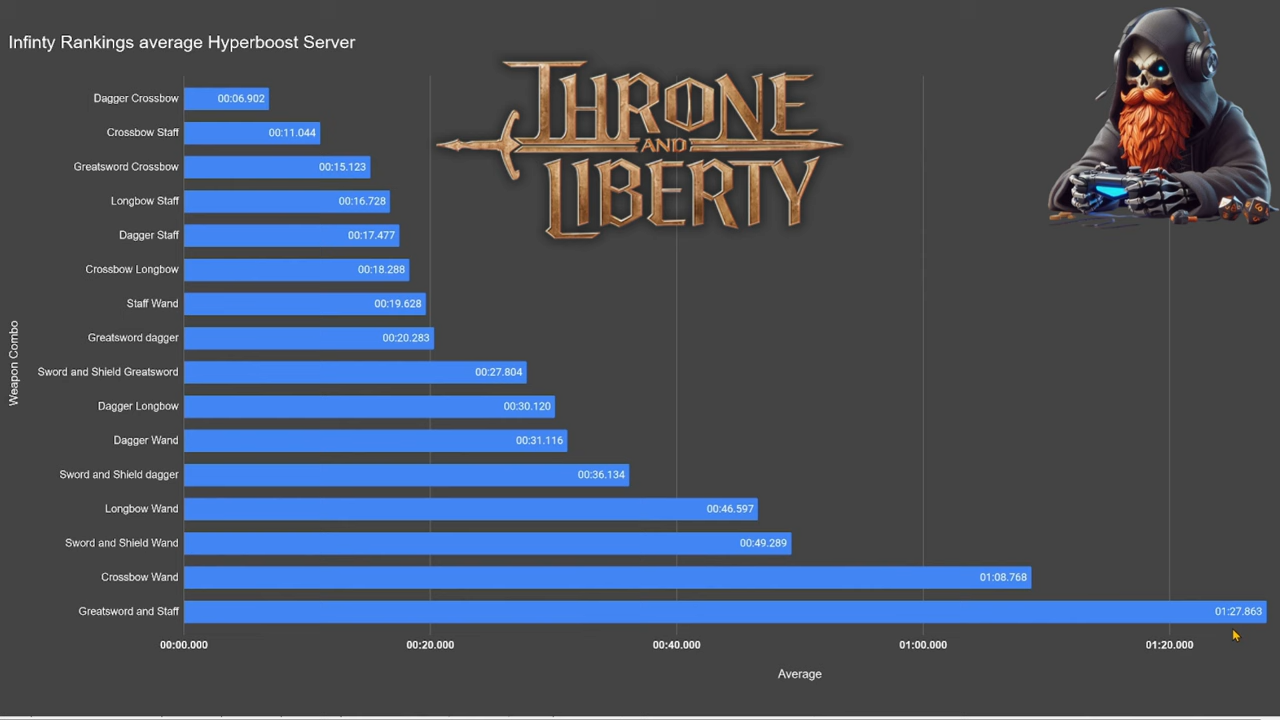 Infinty Rankings average Hyperboost Server
THRONE
AND
LIBERTY
Weapon Combo
Dagger Crossbow 00:06.902
Crossbow Staff 00:11.044
Greatsword Crossbow 00:15.123
Longbow Staff 00:16.728
Dagger Staff 00:17.477
Crossbow Longbow 00:18.288
Staff Wand 00:19.628
Greatsword dagger 00:20.283
Sword and Shield Greatsword 00:27.804
Dagger Longbow 00:30.120
Dagger Wand 00:31.116
Sword and Shield dagger 00:36.134
Longbow Wand 00:46.597
Sword and Shield Wand 00:49.289
Crossbow Wand 01:08.768
Greatsword and Staff 01:27.863
00:00.000 00:20.000 00:40.000 01:00.000 01:20.000
Average